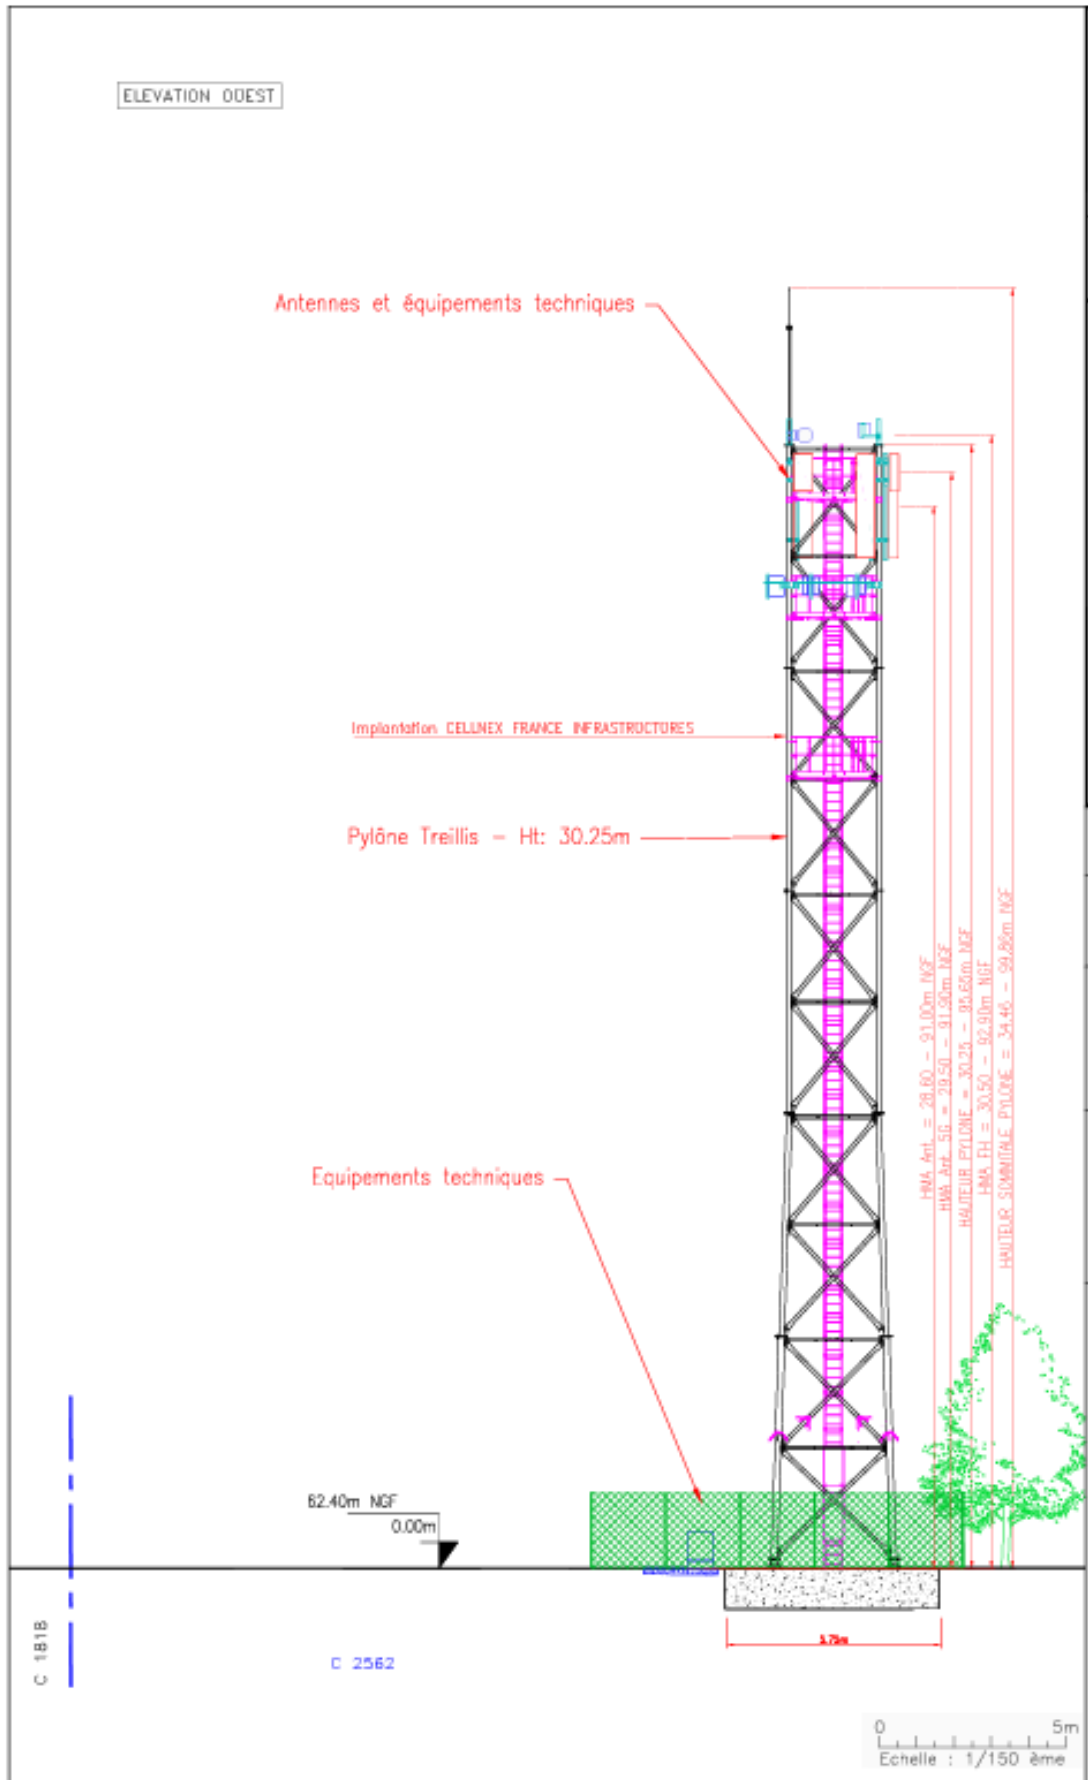 ELEVATION OUEST
Antennes et équipements techniques
Implantation CELLNEX FRANCE INFRASTRUCTURES
Pylône Treillis - Ht: 30.25m
HMA Ant. = 28.60 - 91.00m NGF
HMA Ant. 5G = 29.50 - 91.90m NGF
HAUTEUR PYLONE = 30.25 - 95.65m NGF
HMA FH = 30.50 - 92.90m NGF
HAUTEUR SOMMITALE PYLONE = 34.46 - 99.86m NGF
Equipements techniques
62.40m NGF
0.00m
5.75m
C 1818
C 2562
0 5m
Echelle : 1/150 ème